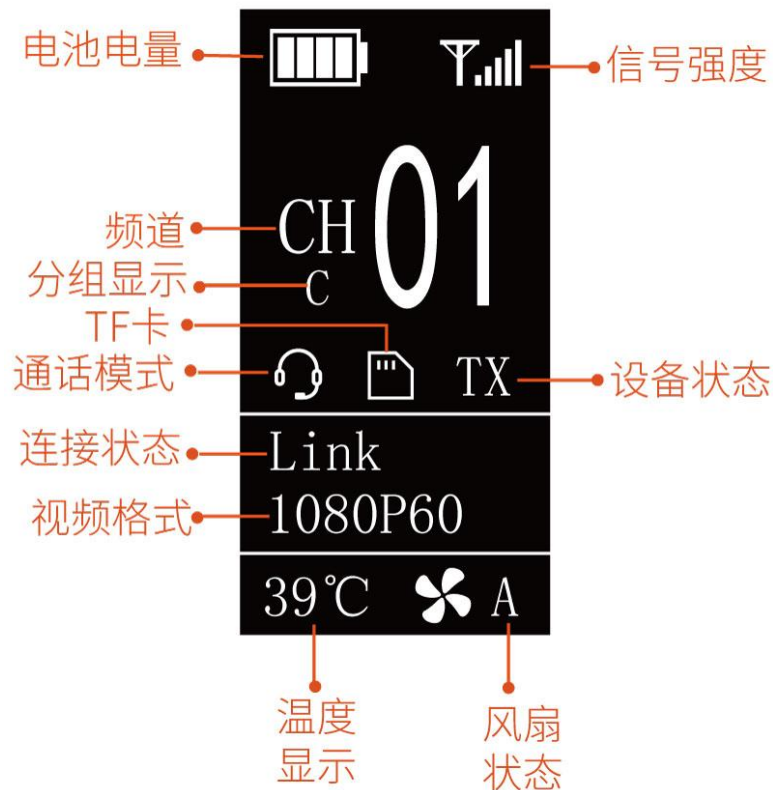 电池电量
信号强度
CH 01
频道
分组显示
C
TF卡
通话模式
TX
设备状态
连接状态
Link
视频格式
1080P60
39℃
A
温度
显示
风扇
状态